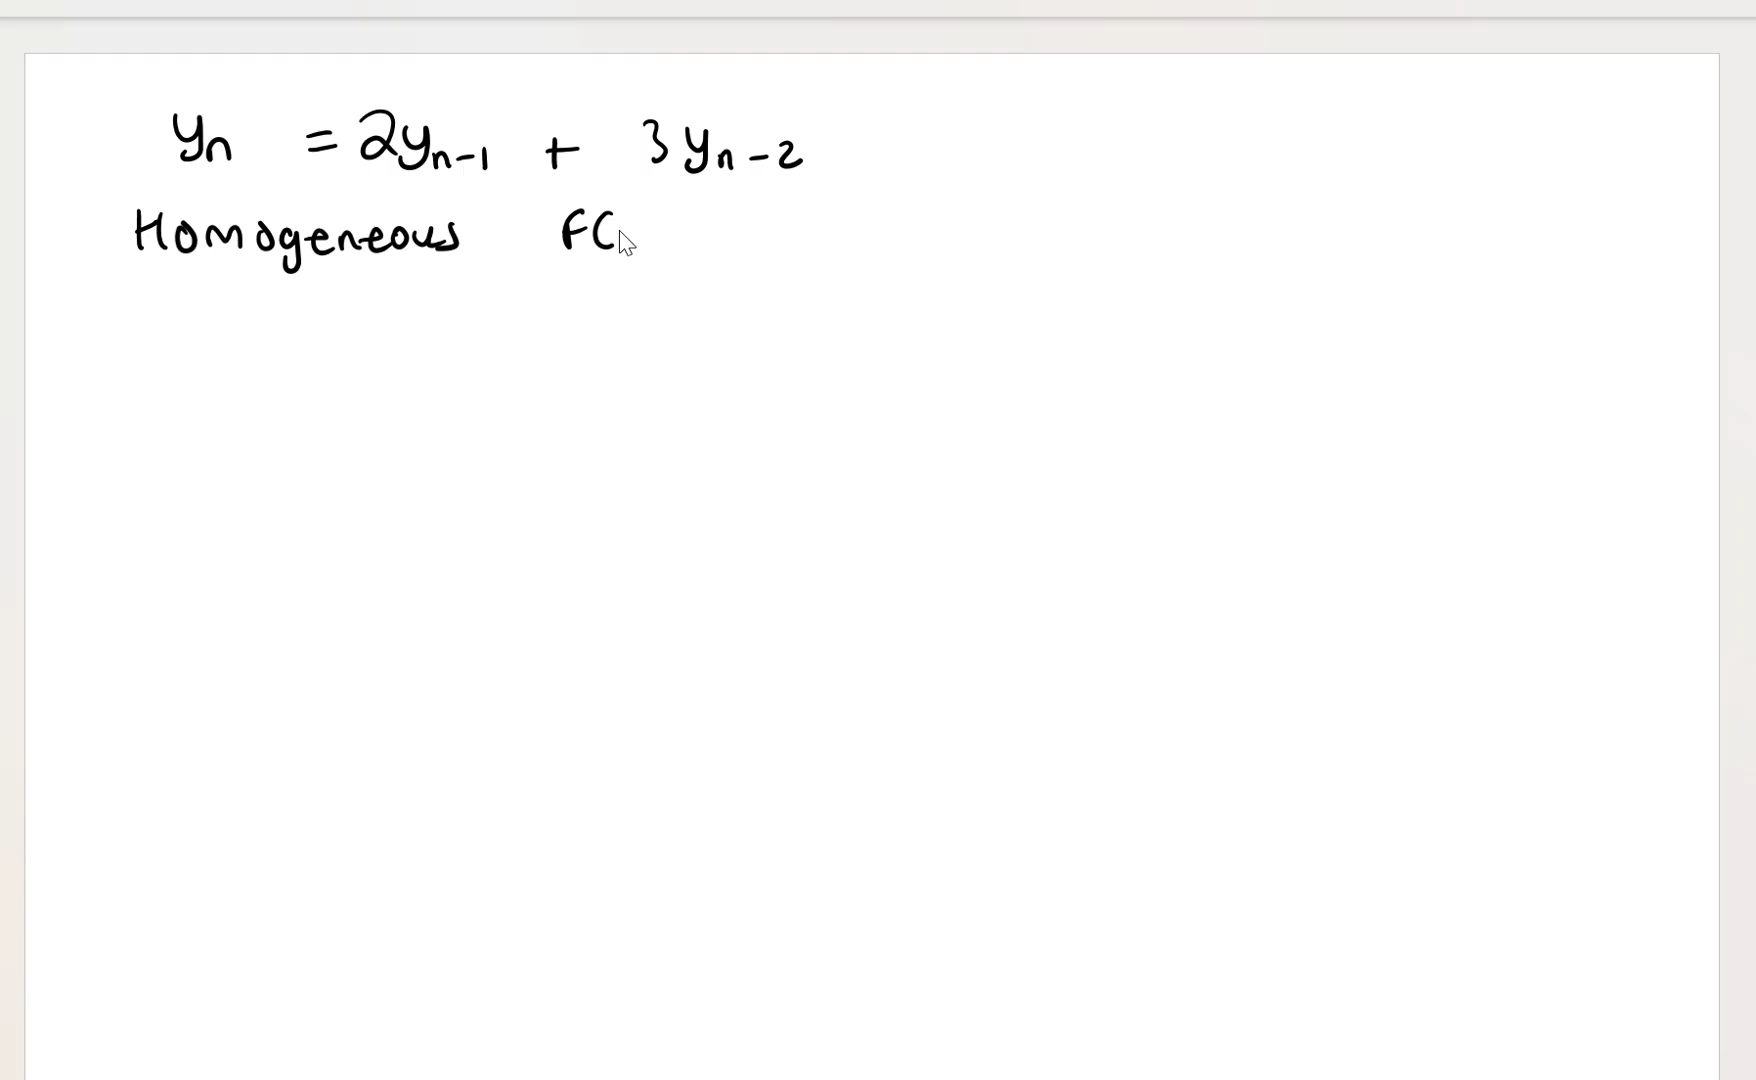 yₙ = 2yₙ₋₁ + 3yₙ₋₂
Homogeneous FC